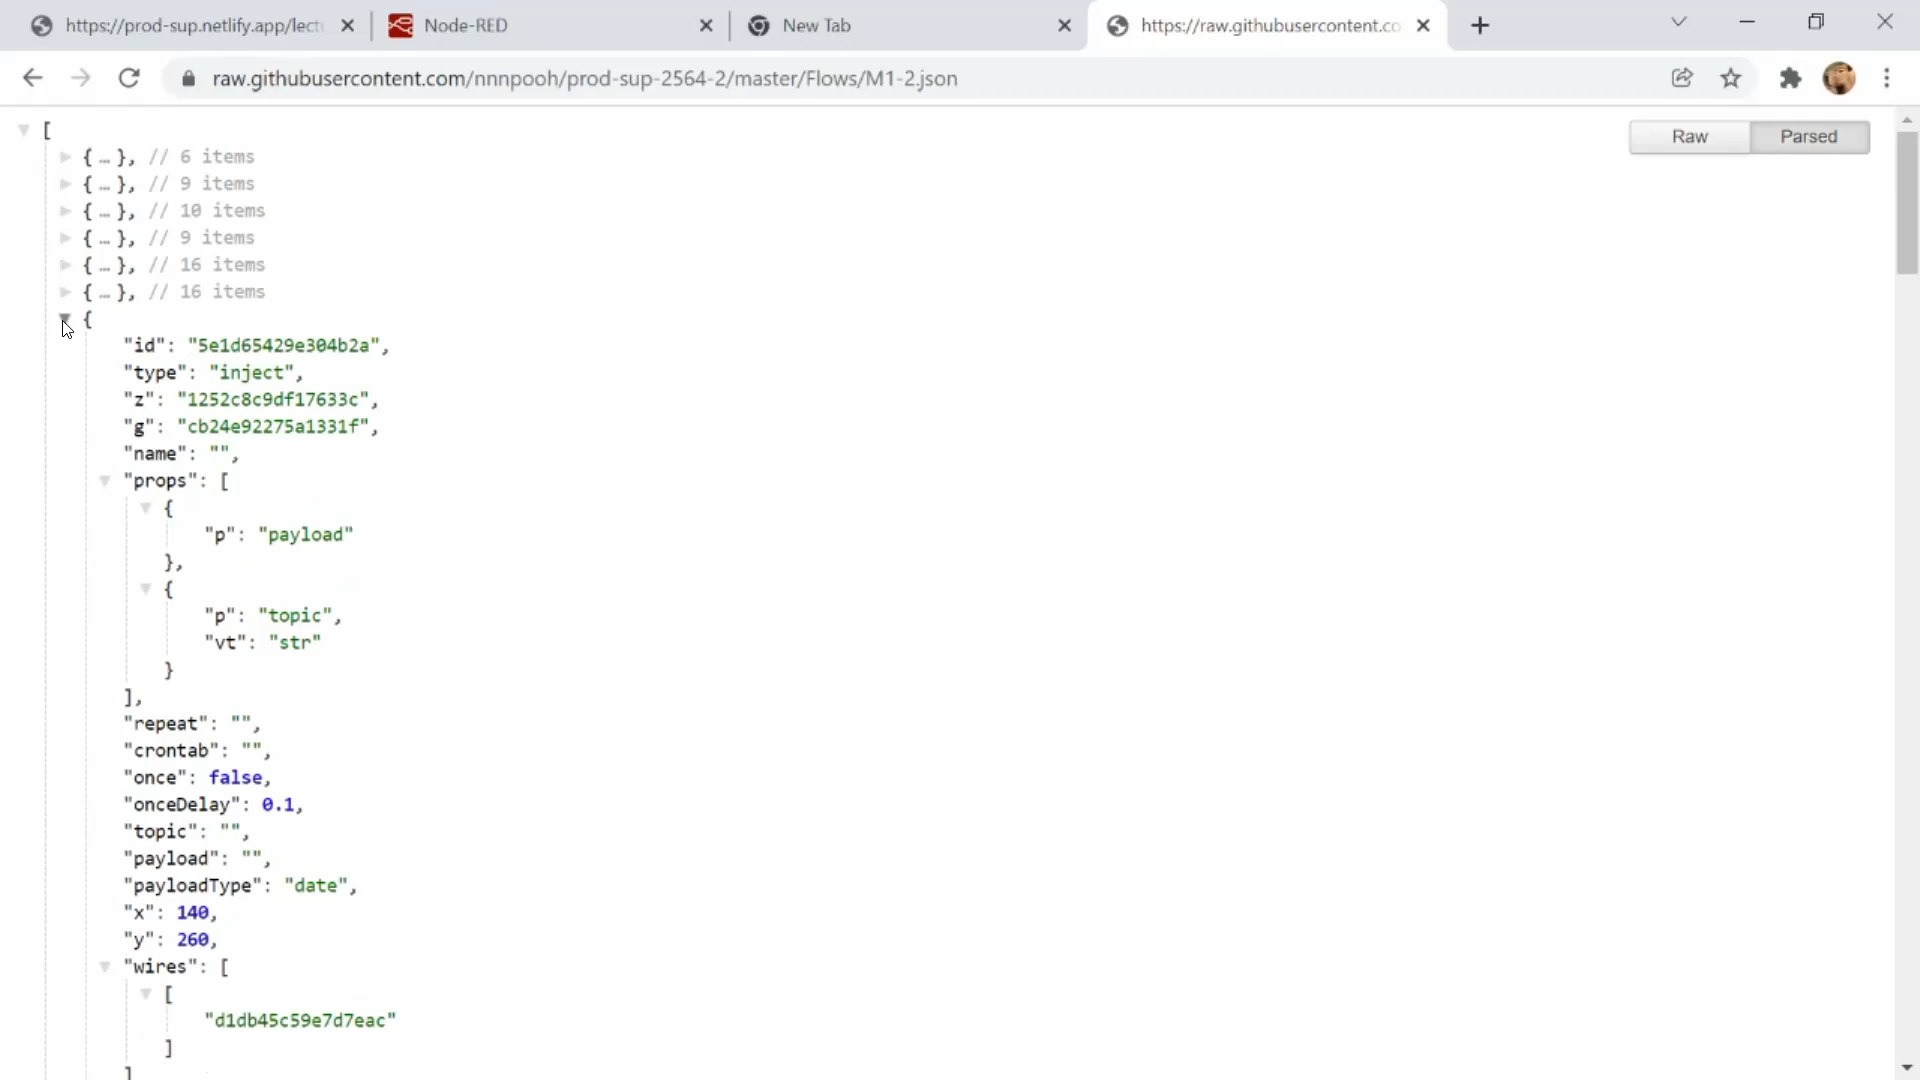 https://prod-sup.netlify.app/lect
Node-RED
New Tab
https://raw.githubusercontent.co
raw.githubusercontent.com/nnnpooh/prod-sup-2564-2/master/Flows/M1-2.json
Raw
Parsed
[
{ … }, // 6 items
{ … }, // 9 items
{ … }, // 10 items
{ … }, // 9 items
{ … }, // 16 items
{ … }, // 16 items
{
"id": "5e1d65429e304b2a",
"type": "inject",
"z": "1252c8c9df17633c",
"g": "cb24e92275a1331f",
"name": "",
"props": [
{
"p": "payload"
},
{
"p": "topic",
"vt": "str"
}
],
"repeat": "",
"crontab": "",
"once": false,
"onceDelay": 0.1,
"topic": "",
"payload": "",
"payloadType": "date",
"x": 140,
"y": 260,
"wires": [
[
"d1db45c59e7d7eac"
]
]